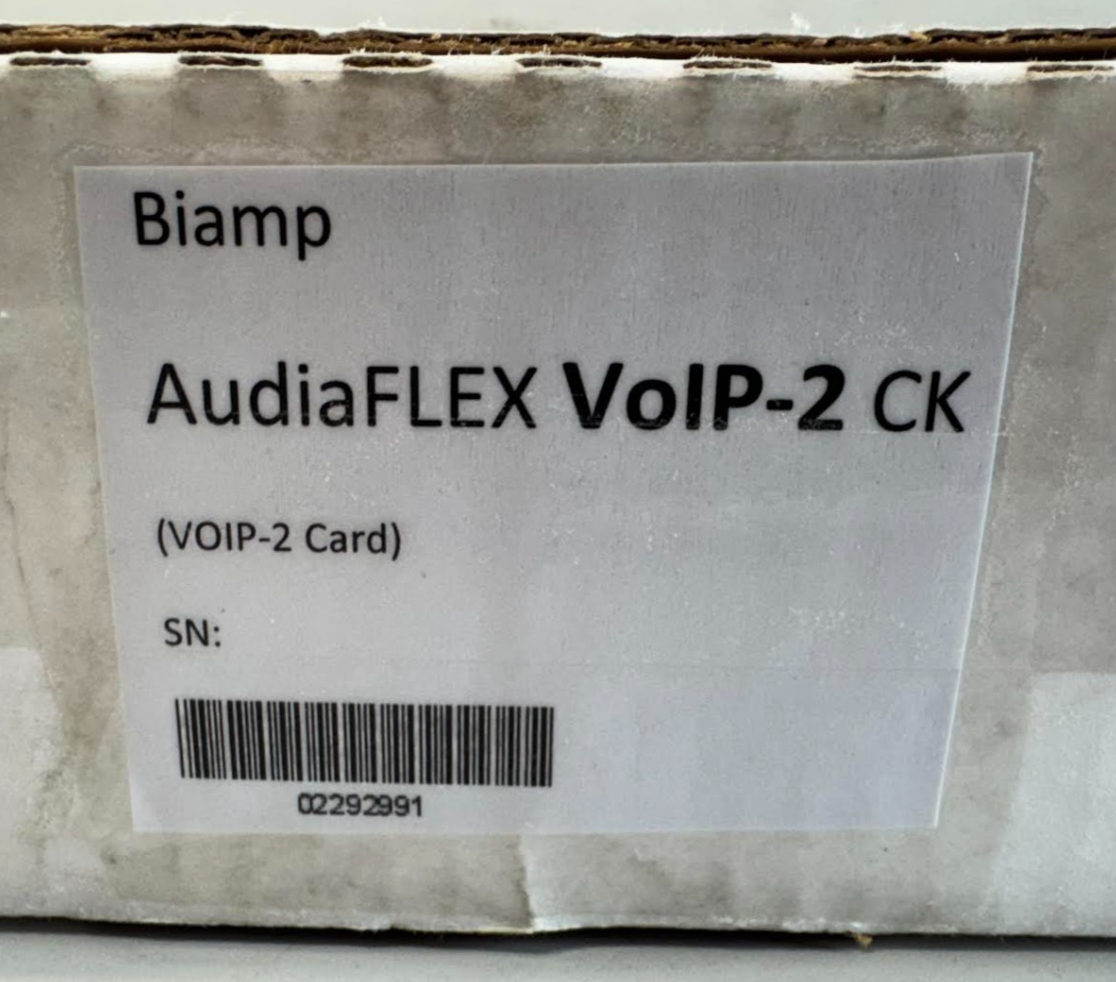 Biamp
AudiaFLEX VoIP-2 CK
(VOIP-2 Card)
SN:
02292991